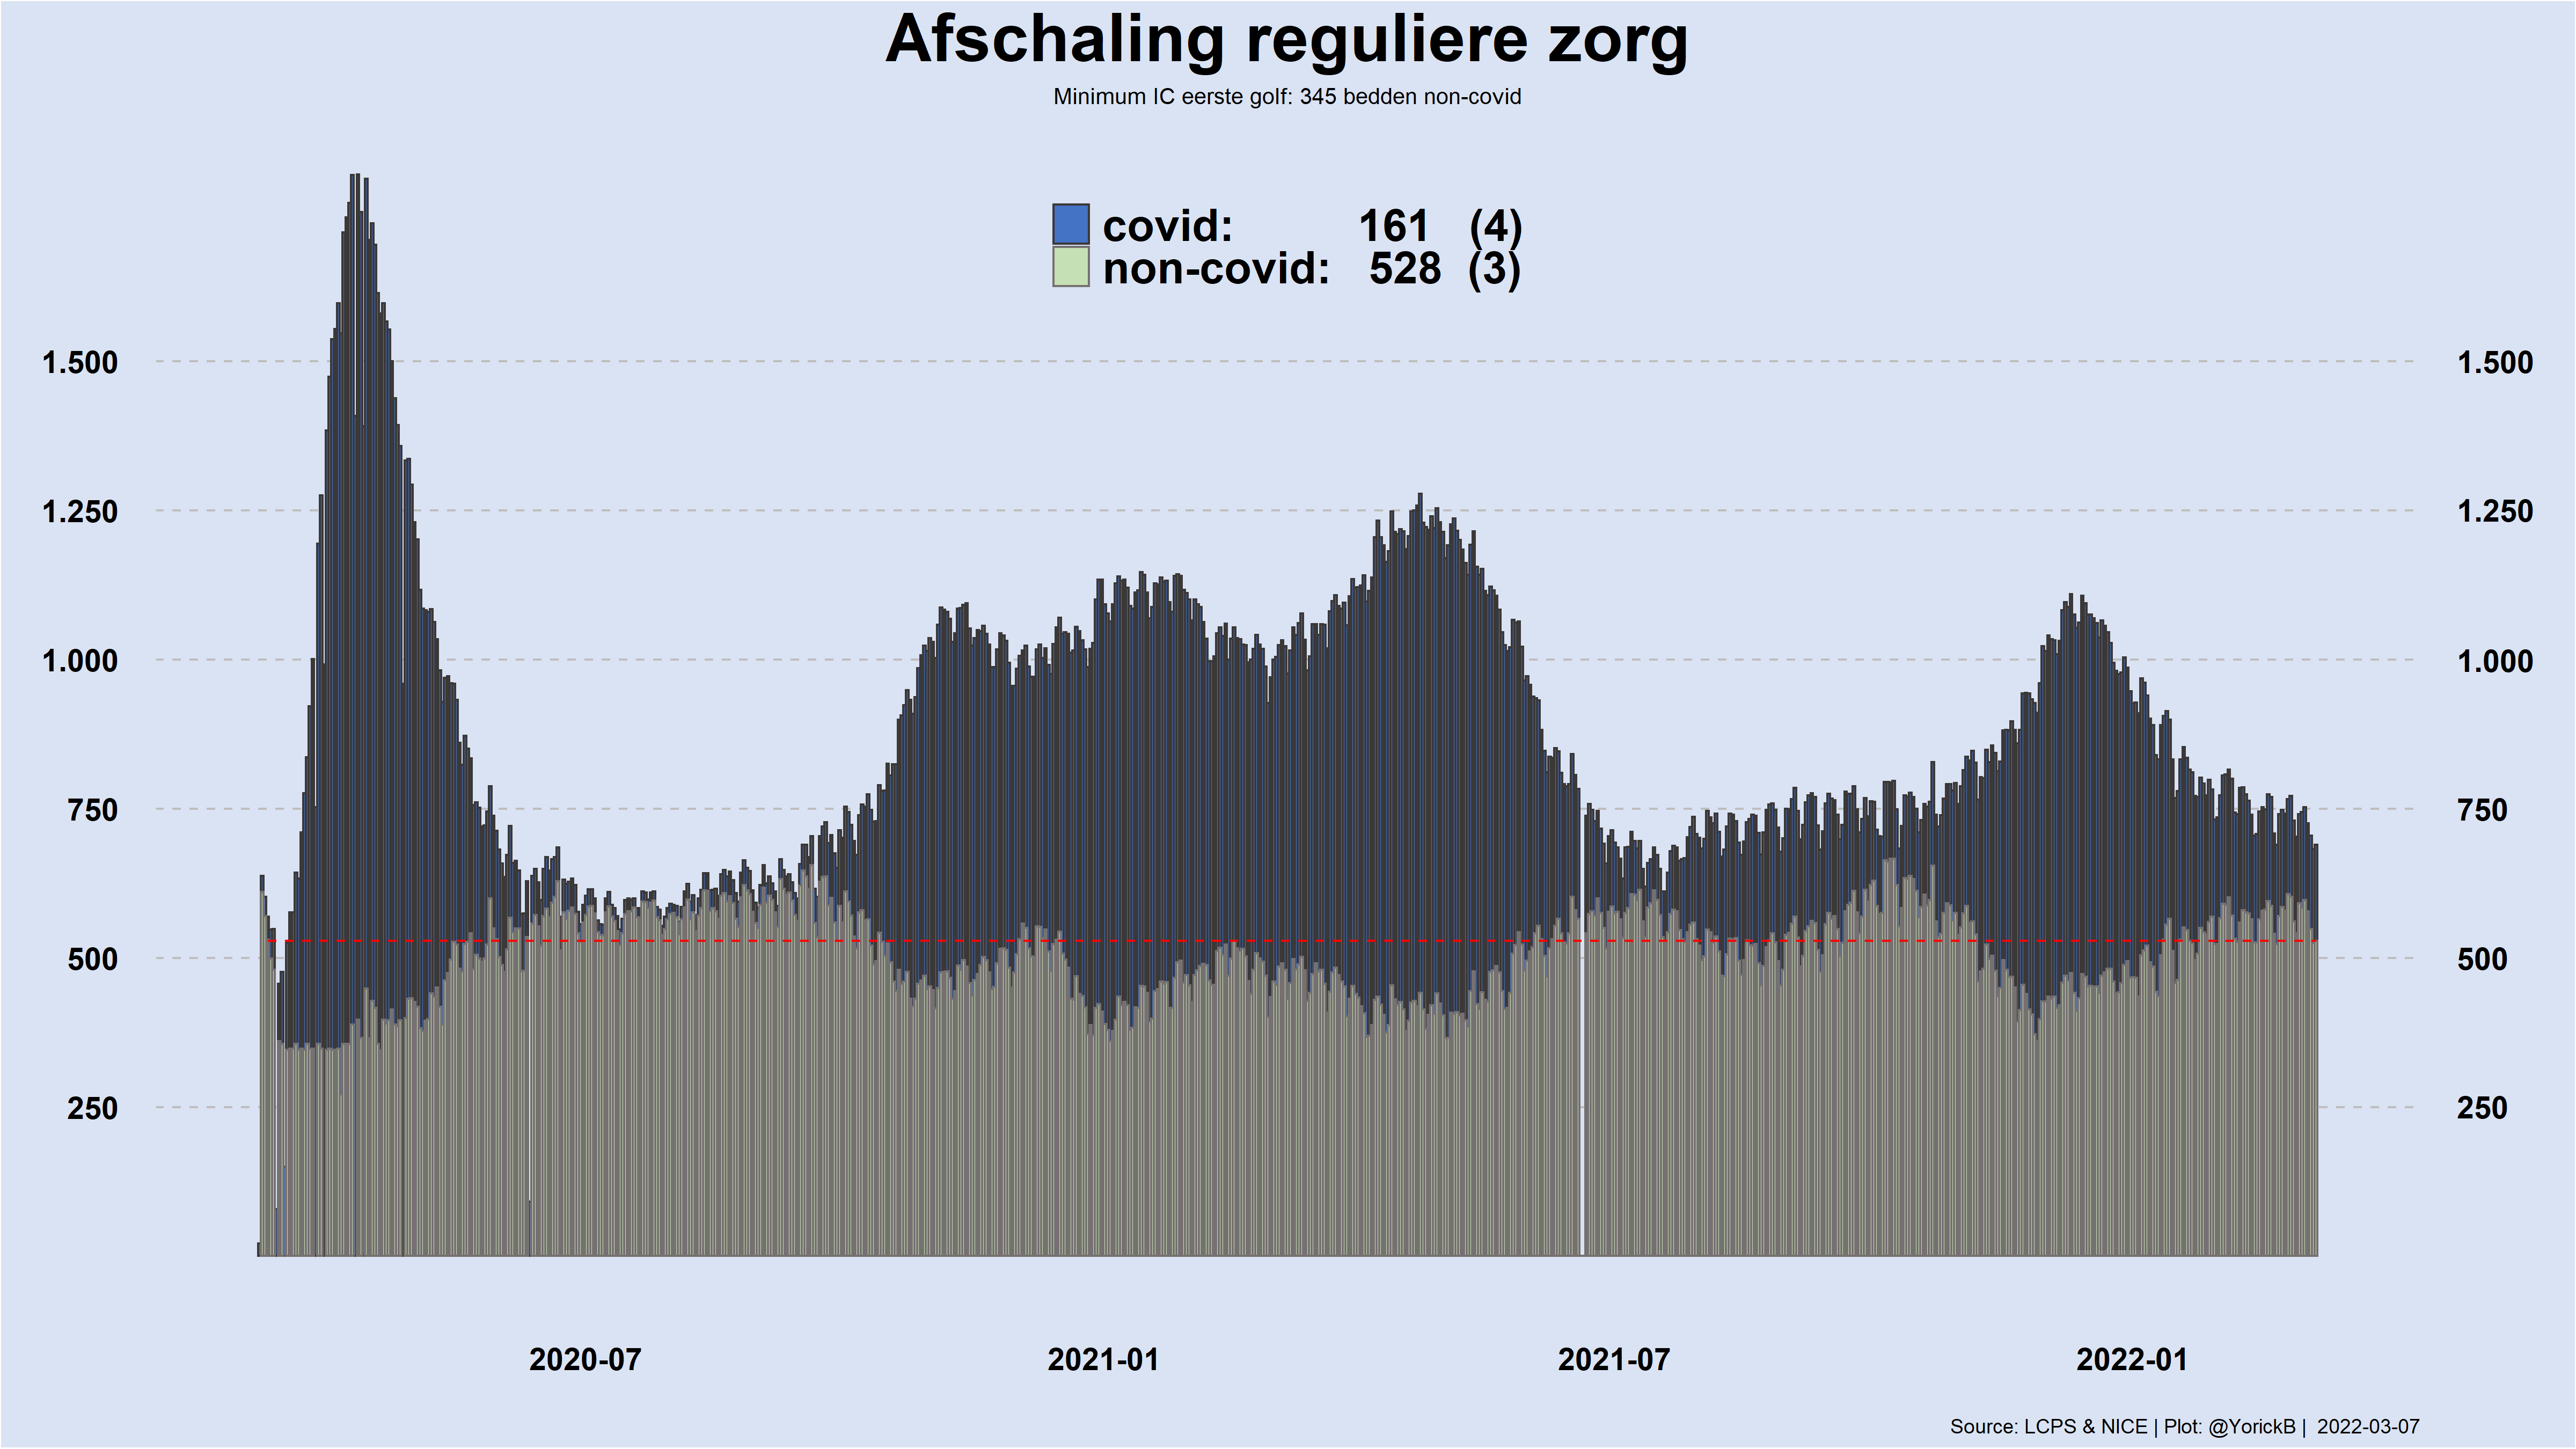 Afschaling reguliere zorg
Minimum IC eerste golf: 345 bedden non-covid
covid: 161 (4)
non-covid: 528 (3)
1.500 1.500
1.250 1.250
1.000 1.000
750 750
500 500
250 250
2020-07 2021-01 2021-07 2022-01
Source: LCPS & NICE | Plot: @YorickB | 2022-03-07